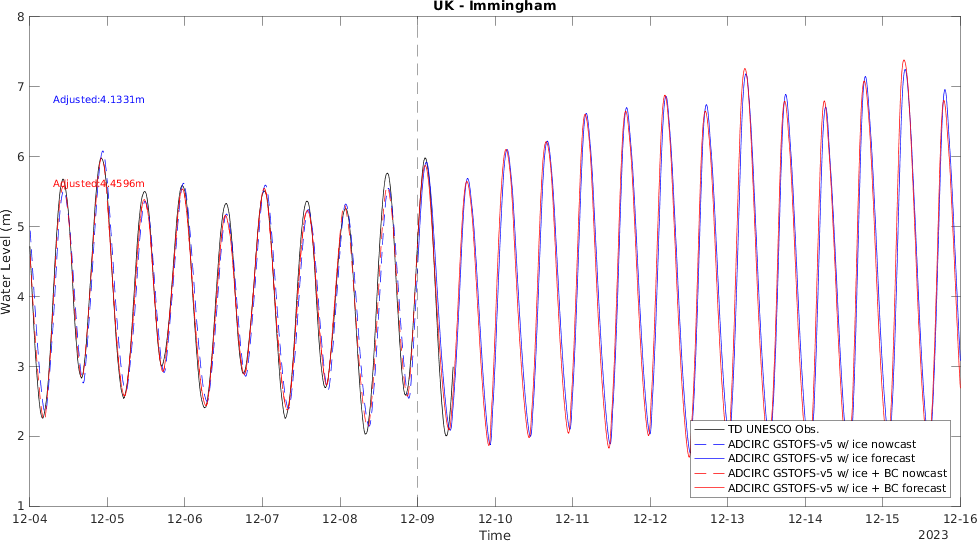 UK - Immingham
8
7
6
5
4
3
2
1
Water Level (m)
Adjusted:4.1331m
Adjusted:4.4596m
TD UNESCO Obs.
ADCIRC GSTOFS-v5 w/ ice nowcast
ADCIRC GSTOFS-v5 w/ ice forecast
ADCIRC GSTOFS-v5 w/ ice + BC nowcast
ADCIRC GSTOFS-v5 w/ ice + BC forecast
12-04 12-05 12-06 12-07 12-08 12-09 12-10 12-11 12-12 12-13 12-14 12-15 12-16
Time
2023